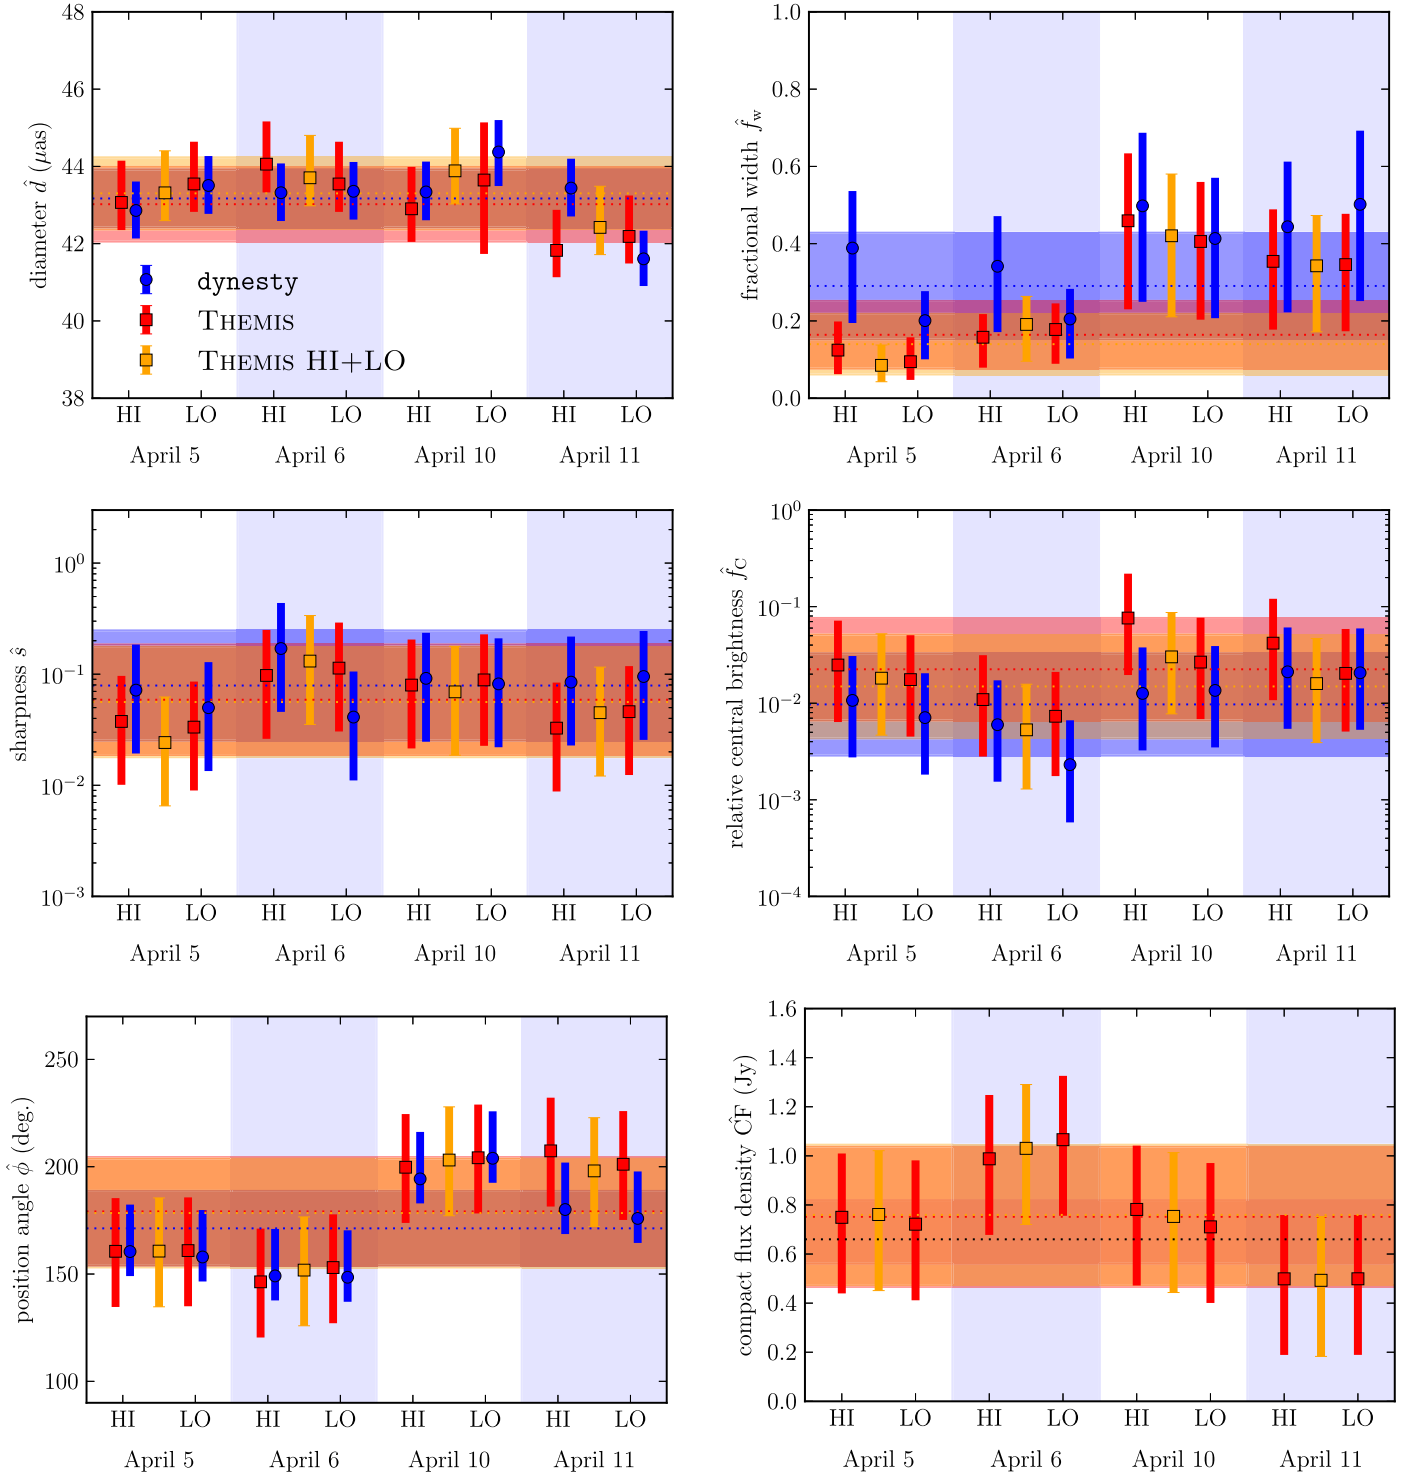 48
46
44
42
40
38
diameter d̂ (μas)
dynesty
THEMIS
THEMIS HI+LO
HI LO HI LO HI LO HI LO
April 5 April 6 April 10 April 11
1.0
0.8
0.6
0.4
0.2
0.0
fractional width f̂w
HI LO HI LO HI LO HI LO
April 5 April 6 April 10 April 11
10⁰
10⁻¹
10⁻²
10⁻³
sharpness ŝ
HI LO HI LO HI LO HI LO
April 5 April 6 April 10 April 11
10⁰
10⁻¹
10⁻²
10⁻³
10⁻⁴
relative central brightness f̂C
HI LO HI LO HI LO HI LO
April 5 April 6 April 10 April 11
250
200
150
100
position angle φ̂ (deg.)
HI LO HI LO HI LO HI LO
April 5 April 6 April 10 April 11
1.6
1.4
1.2
1.0
0.8
0.6
0.4
0.2
0.0
compact flux density ĈF (Jy)
HI LO HI LO HI LO HI LO
April 5 April 6 April 10 April 11